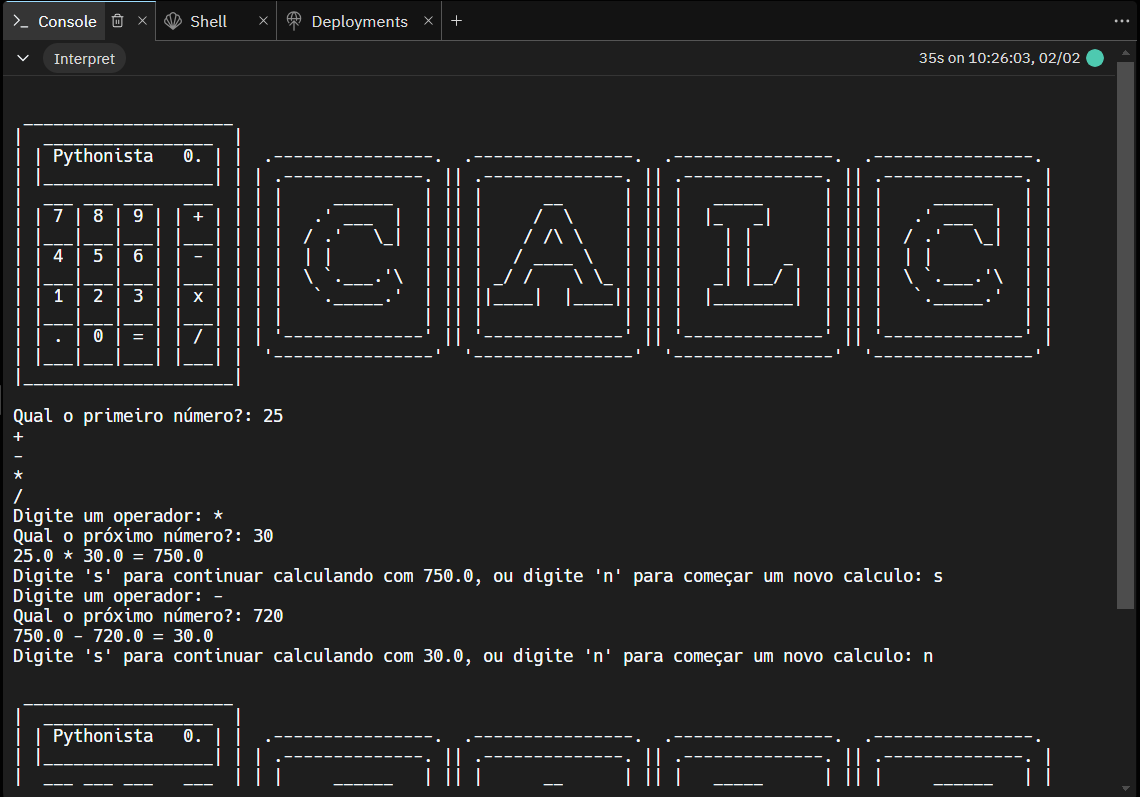 Console
Shell
Deployments
Interpret
35s on 10:26:03, 02/02
Pythonista 0.
7 8 9 +
4 5 6 -
1 2 3 x
. 0 = /
CALC
Qual o primeiro número?: 25
+
-
*
/
Digite um operador: *
Qual o próximo número?: 30
25.0 * 30.0 = 750.0
Digite 's' para continuar calculando com 750.0, ou digite 'n' para começar um novo calculo: s
Digite um operador: -
Qual o próximo número?: 720
750.0 - 720.0 = 30.0
Digite 's' para continuar calculando com 30.0, ou digite 'n' para começar um novo calculo: n
Pythonista 0.